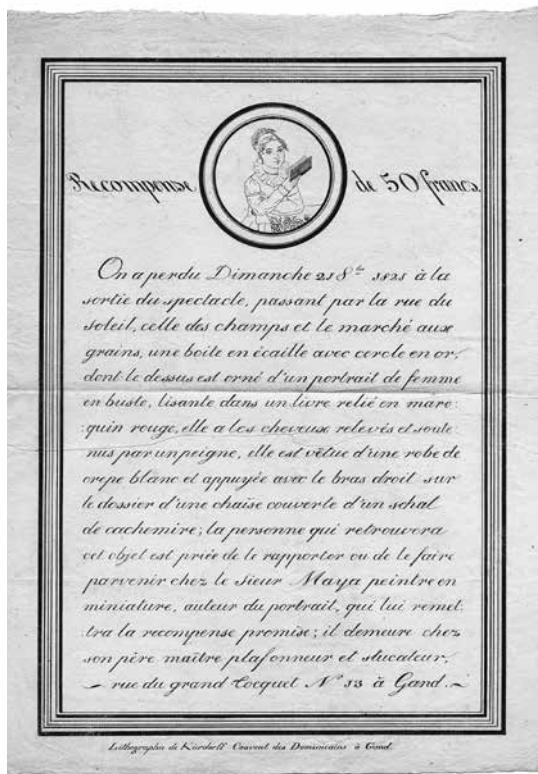 Recompense de 50 francs.
On a perdu Dimanche 21 8.bre 1821 à la
sortie du spectacle, passant par la rue du
soleil, celle des champs et le marché aux
grains, une boite en écaille avec cercle en or,
dont le dessus est orné d'un portrait de femme
en buste, lisante dans un livre relié en maro:
:quin rouge, elle a les cheveux relevés et soute
nus par un peigne, elle est vêtue d'une robe de
crepe blanc et appuyée avec le bras droit sur
le dossier d'une chaise couverte d'un schal
de cachemire; la personne qui retrouvera
cet objet est priée de le rapporter ou de le faire
parvenir chez le Sieur Maya peintre en
miniature, auteur du portrait, qui lui remet:
tra la recompense promise; il demeure chez
son père maître plafonneur et stucateur,
— rue du grand Cocquet N.º 13 à Gand. —
Lithographie de Kierdorff Couvent des Dominicains à Gand.